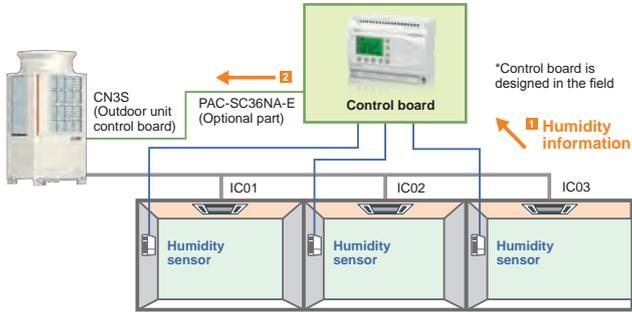 2
CN3S
(Outdoor unit
control board)
PAC-SC36NA-E
(Optional part)
Control board
*Control board is
designed in the field
1 Humidity
information
IC01
IC02
IC03
Humidity
sensor
Humidity
sensor
Humidity
sensor